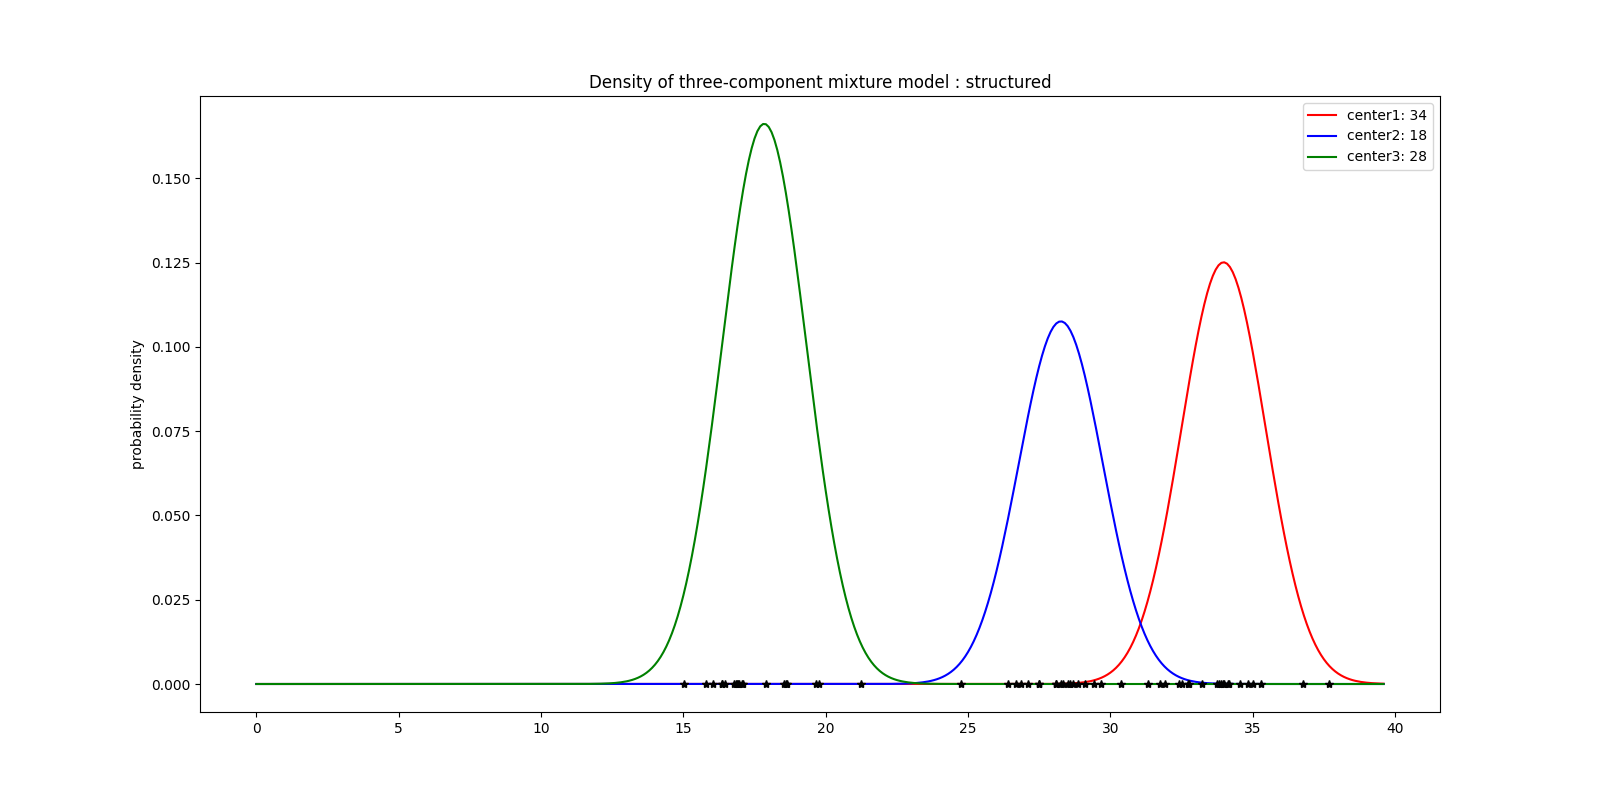 Density of three-component mixture model : structured
center1: 34
center2: 18
center3: 28
probability density
0.150
0.125
0.100
0.075
0.050
0.025
0.000
0 5 10 15 20 25 30 35 40